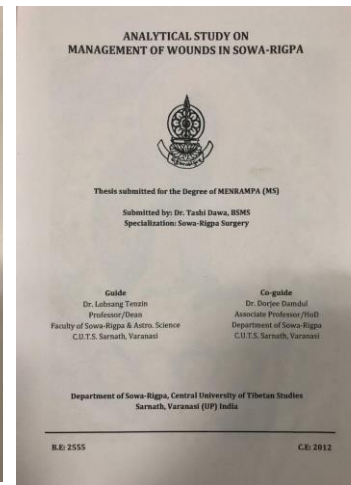 ANALYTICAL STUDY ON
MANAGEMENT OF WOUNDS IN SOWA-RIGPA
Thesis submitted for the Degree of MENRAMPA (MS)
Submitted by: Dr. Tashi Dawa, BSMS
Specialization: Sowa-Rigpa Surgery
Guide
Dr. Lobsang Tenzin
Professor/Dean
Faculty of Sowa-Rigpa & Astro. Science
C.U.T.S. Sarnath, Varanasi
Co-guide
Dr. Dorjee Damdul
Associate Professor/HoD
Department of Sowa-Rigpa
C.U.T.S. Sarnath, Varanasi
Department of Sowa-Rigpa, Central University of Tibetan Studies
Sarnath, Varanasi (UP) India
B.E: 2555
C.E: 2012